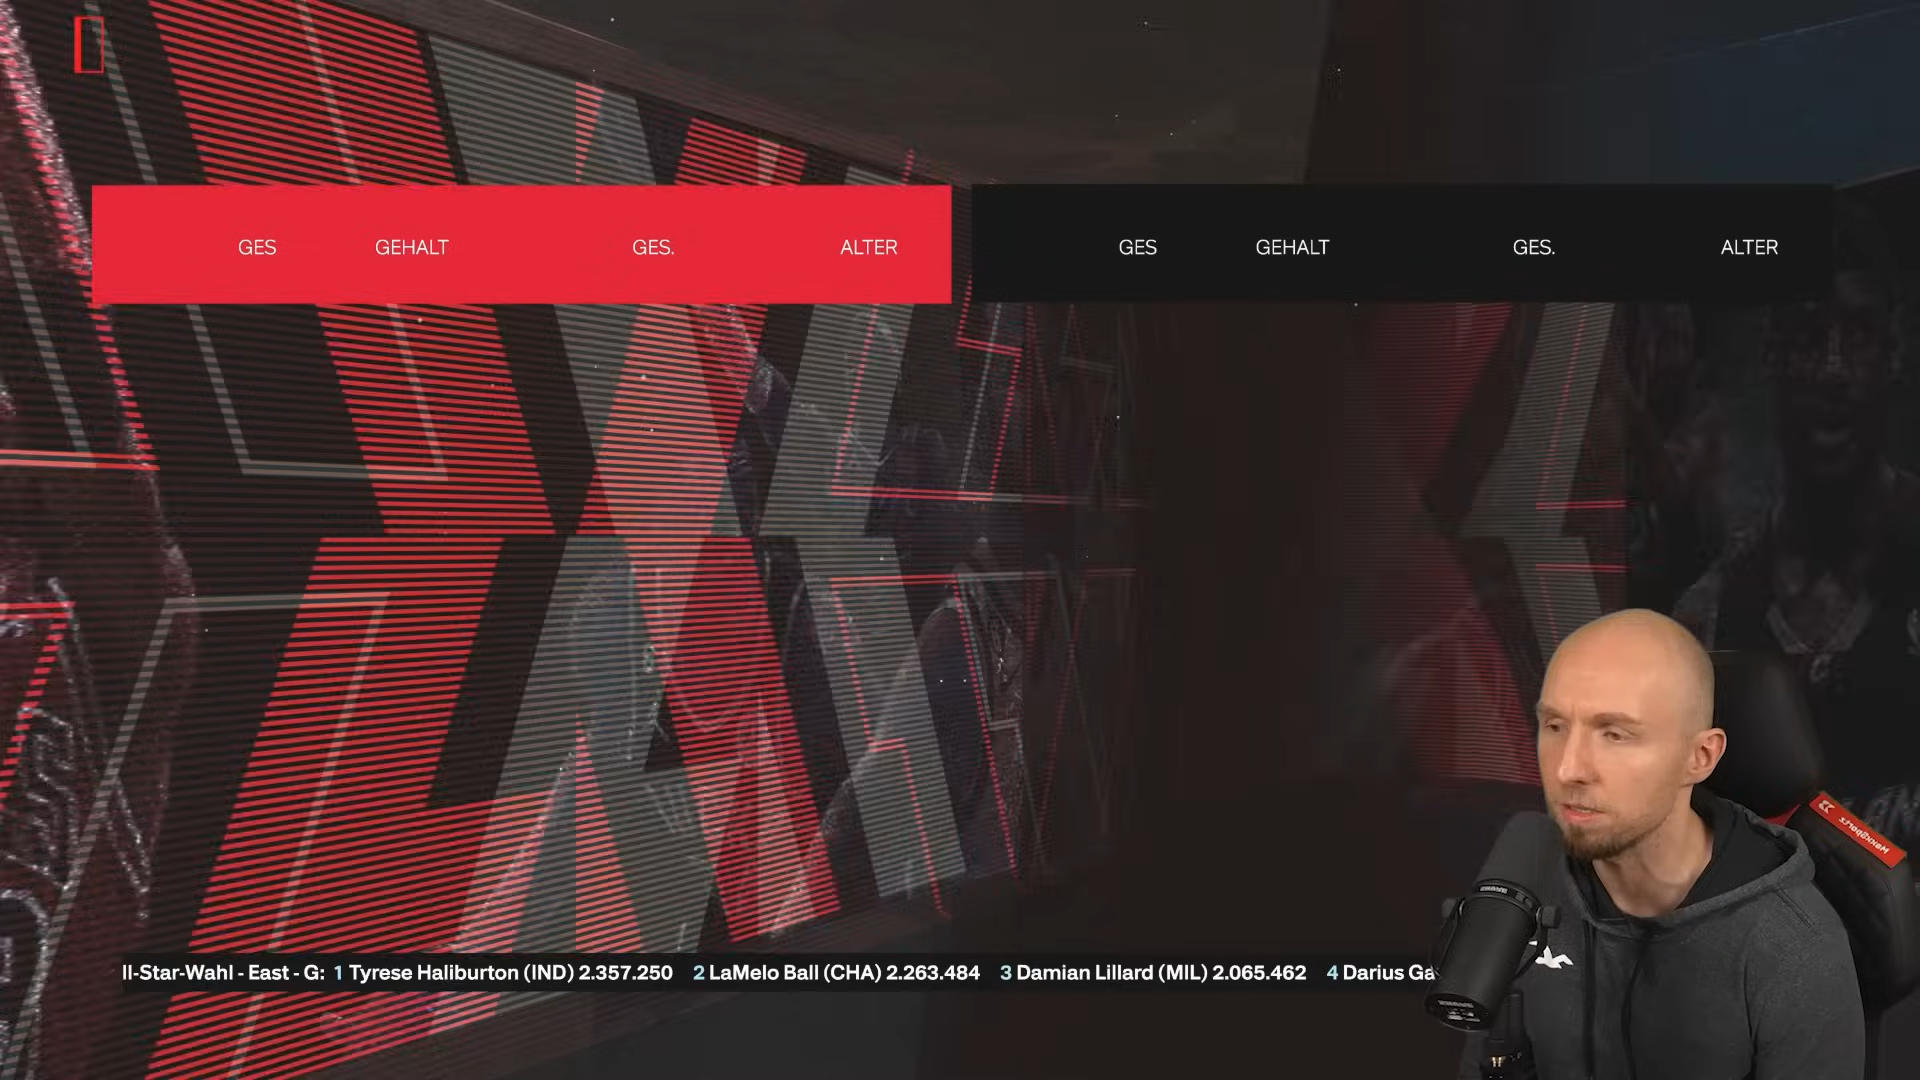 GES GEHALT GES. ALTER
GES GEHALT GES. ALTER
ll-Star-Wahl - East - G: 1 Tyrese Haliburton (IND) 2.357.250 2 LaMelo Ball (CHA) 2.263.484 3 Damian Lillard (MIL) 2.065.462 4 Darius Ga
SHURE